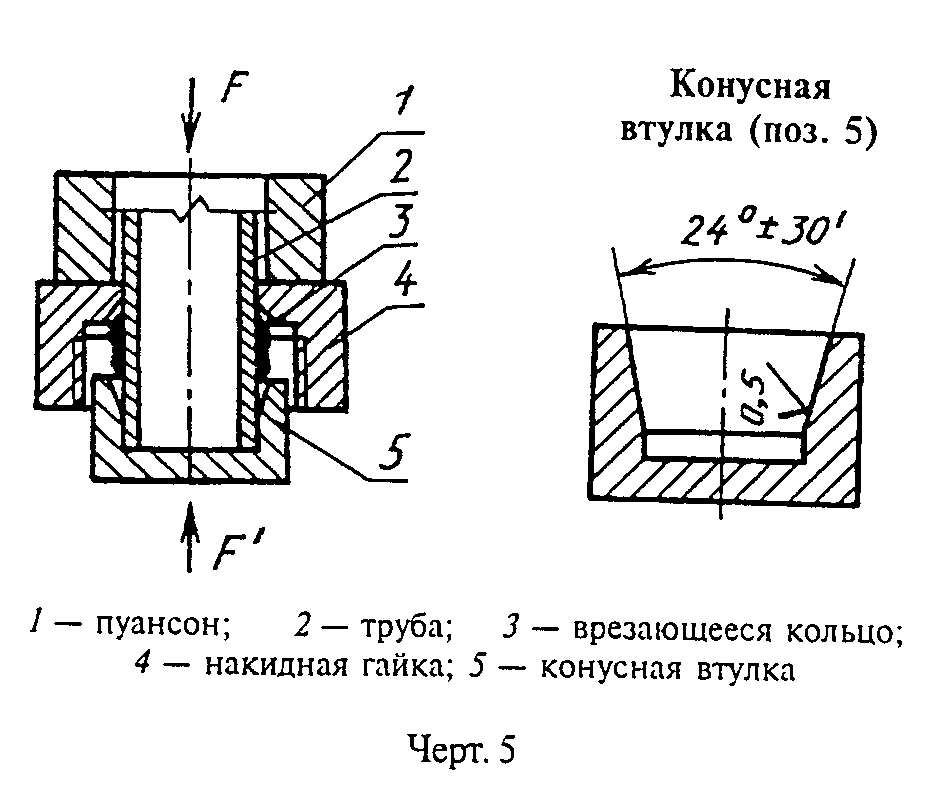 F
1
Конусная
втулка (поз. 5)
2
3
4
24°±30′
0,5
5
F′
1 — пуансон; 2 — труба; 3 — врезающееся кольцо;
4 — накидная гайка; 5 — конусная втулка
Черт. 5